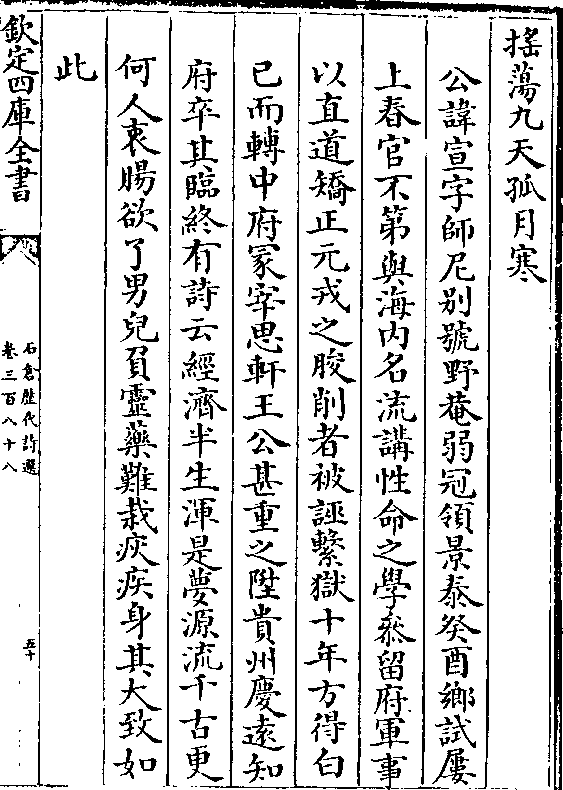 搖蕩九天孤月寒
公諱宣字師尼别號野菴弱冠領景泰癸酉鄉試屢
上春官不第與海内名流講性命之學叅留府軍事
以直道矯正元戎之朘削者被誣繫獄十年方得白
已而轉中府冢宰思軒王公甚重之陞貴州慶遠知
府卒其臨終有詩云經濟半生渾是夢源流千古更
何人衷腸欲了男兒負靈藥難栽疢疾身其大致如
此
欽定四庫全書
石倉歴代詩選
卷三百八十八
五十